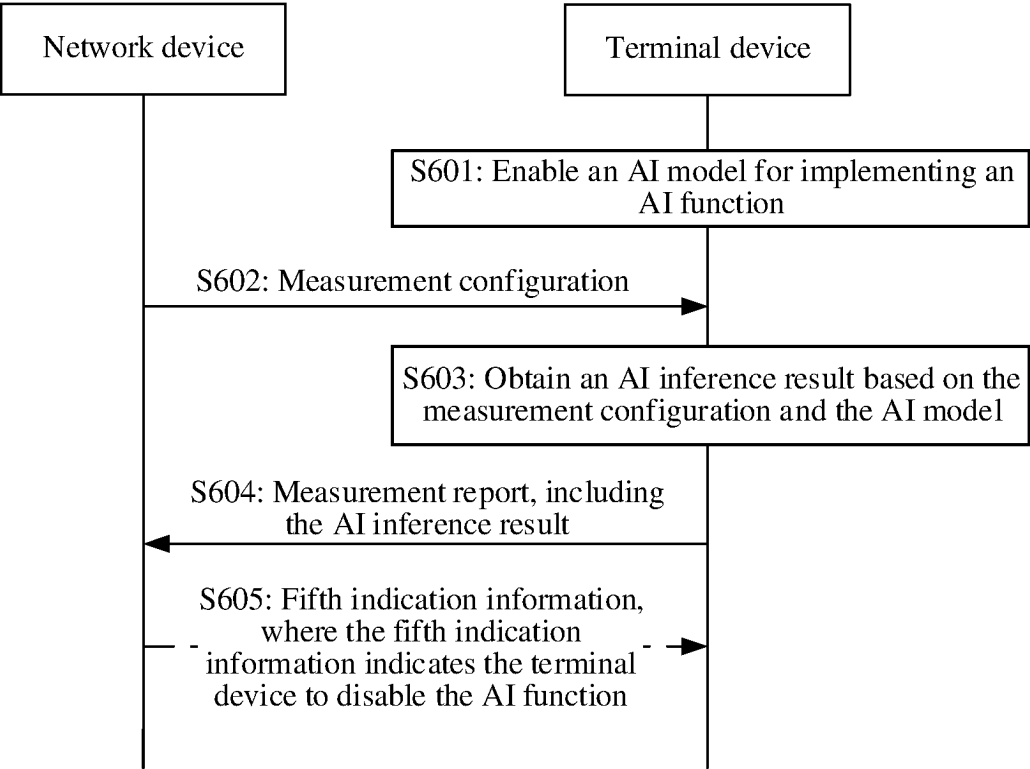 Network device
Terminal device
S601: Enable an AI model for implementing an
AI function
S602: Measurement configuration
S603: Obtain an AI inference result based on the
measurement configuration and the AI model
S604: Measurement report, including
the AI inference result
S605: Fifth indication information,
where the fifth indication
information indicates the terminal
device to disable the AI function